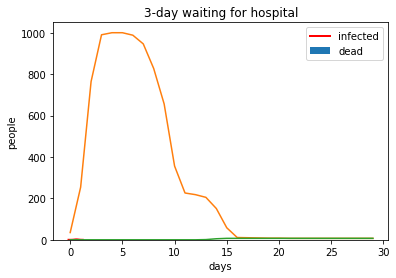 3-day waiting for hospital
infected
dead
people
1000
800
600
400
200
0
0 5 10 15 20 25 30
days